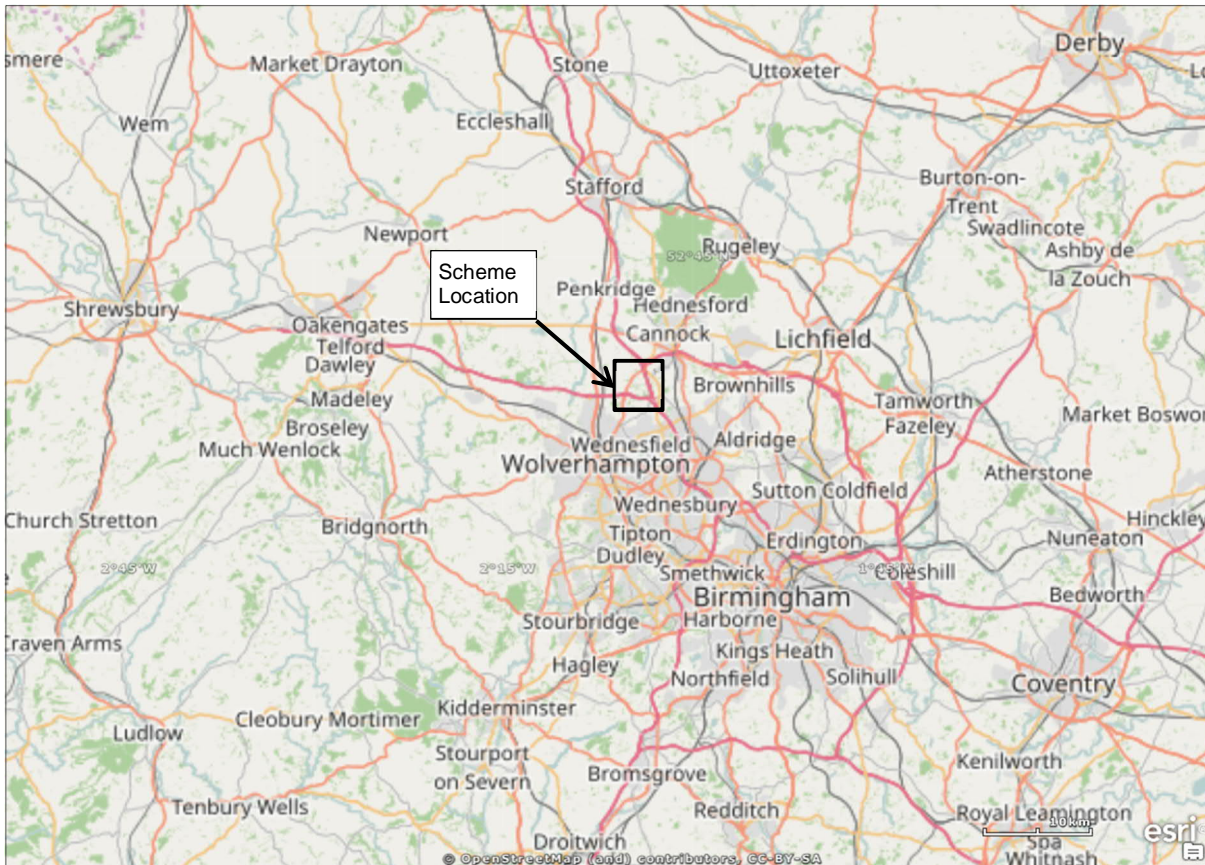 Derby
smere
Market Drayton
Stone
Uttoxeter
Lo
Wem
Eccleshall
Stafford
Burton-on-
Trent
Swadlincote
Newport
Rugeley
Ashby de
la Zouch
52°45' N
Scheme
Location
Penkridge
Hednesford
Shrewsbury
Oakengates
Cannock
Lichfield
Telford
Dawley
Brownhills
Madeley
Tamworth
Market Boswor
Broseley
Fazeley
Much Wenlock
Wednesfield
Aldridge
Wolverhampton
Atherstone
Sutton Coldfield
Church Stretton
Bridgnorth
Wednesbury
Hinckley
Tipton
Erdington
Nuneaton
Dudley
2°45' W
2°15' W
Smethwick
1°45' W
Coleshill
Birmingham
Bedworth
Stourbridge
Harborne
Craven Arms
Kings Heath
Hagley
Northfield
Solihull
Coventry
Kidderminster
Cleobury Mortimer
Ludlow
Stourport
on Severn
Kenilworth
Bromsgrove
Tenbury Wells
Redditch
Royal Leamington
Spa
10km
esri
Droitwich
Whitnash
© OpenStreetMap (and) contributors, CC-BY-SA